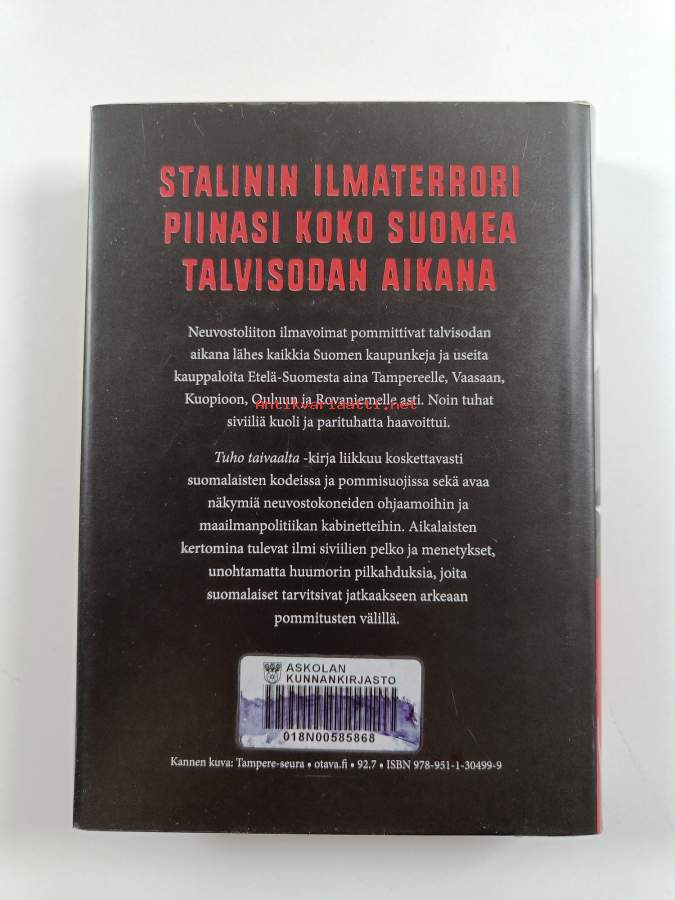 STALININ ILMATERRORI
PIINASI KOKO SUOMEA
TALVISODAN AIKANA
Neuvostoliiton ilmavoimat pommittivat talvisodan
aikana lähes kaikkia Suomen kaupunkeja ja useita
kauppaloita Etelä-Suomesta aina Tampereelle, Vaasaan,
Kuopioon, Ouluun ja Rovaniemelle asti. Noin tuhat
Antikvariaatti.net
siviiliä kuoli ja parituhatta haavoittui.
Tuho taivaalta -kirja liikkuu koskettavasti
suomalaisten kodeissa ja pommisuojissa sekä avaa
näkymiä neuvostokoneiden ohjaamoihin ja
maailmanpolitiikan kabinetteihin. Aikalaisten
kertomina tulevat ilmi siviilien pelko ja menetykset,
unohtamatta huumorin pilkahduksia, joita
suomalaiset tarvitsivat jatkaakseen arkeaan
pommitusten välillä.
ASKOLAN
KUNNANKIRJASTO
018N00585868
Kannen kuva: Tampere-seura • otava.fi • 92.7 • ISBN 978-951-1-30499-9